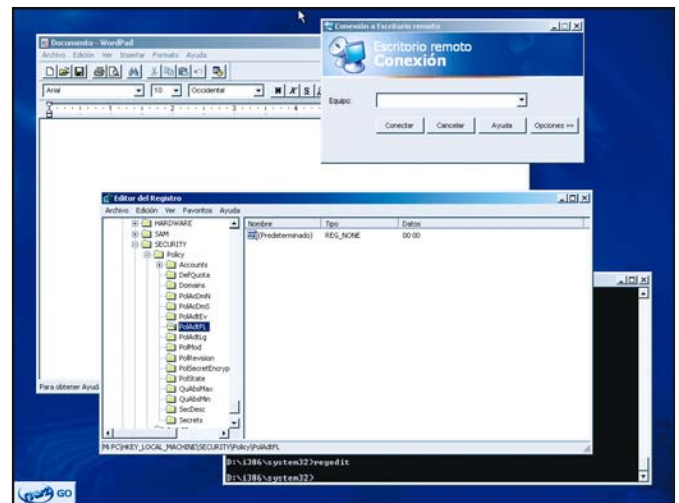 Documento - WordPad
Archivo Edición Ver Insertar Formato Ayuda
Arial 10 Occidental
Conexión a Escritorio remoto
Escritorio remoto
Conexión
Equipo:
Conectar Cancelar Ayuda Opciones >>
Editor del Registro
Archivo Edición Ver Favoritos Ayuda
Nombre Tipo Datos
(Predeterminado) REG_NONE 00 00
HARDWARE
SAM
SECURITY
Policy
Accounts
DefQuota
Domains
PolAcDmN
PolAcDmS
PolAdtEv
PolAdtFL
PolAdtLg
PolMod
PolRevision
PolSecretEncryp
PolState
QuAbsMax
QuAbsMin
SecDesc
Secrets
Mi PC\HKEY_LOCAL_MACHINE\SECURITY\Policy\PolAdtFL
Para obtener Ayud
D:\i386\system32>regedit
D:\i386\system32>
GO